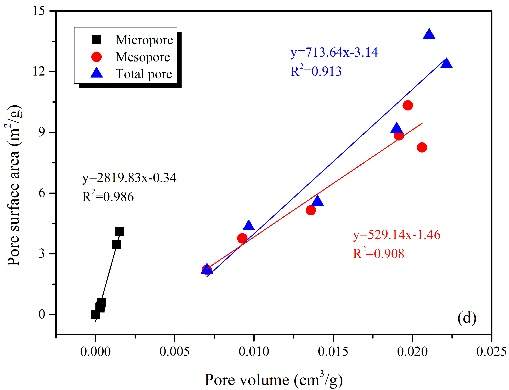 15
12
9
6
3
0
Pore surface area (m²/g)
Micropore
Mesopore
Total pore
y=713.64x-3.14
R²=0.913
y=2819.83x-0.34
R²=0.986
y=529.14x-1.46
R²=0.908
(d)
0.000 0.005 0.010 0.015 0.020 0.025
Pore volume (cm³/g)